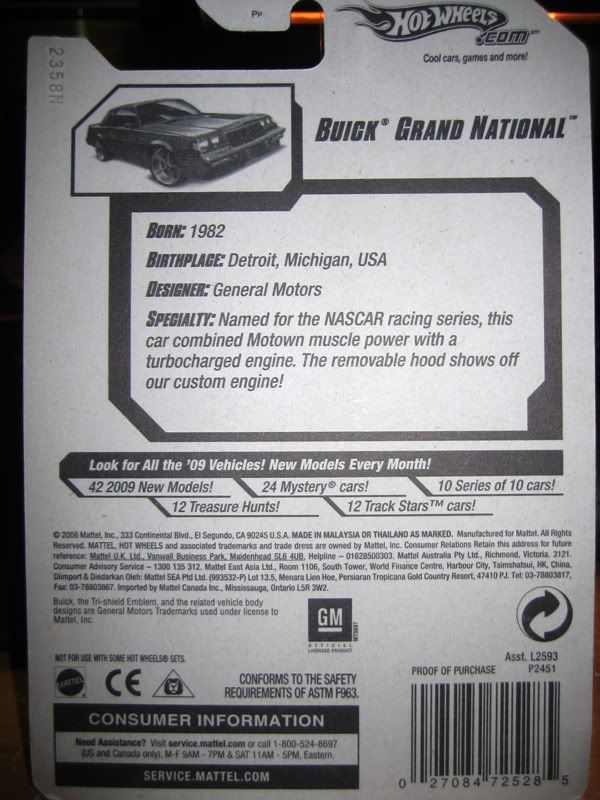 Pp
HOT WHEELS
.COM™
Cool cars, games and more!
2358N
BUICK® GRAND NATIONAL™
BORN: 1982
BIRTHPLACE: Detroit, Michigan, USA
DESIGNER: General Motors
SPECIALTY: Named for the NASCAR racing series, this
car combined Motown muscle power with a
turbocharged engine. The removable hood shows off
our custom engine!
Look for All the '09 Vehicles! New Models Every Month!
42 2009 New Models! 24 Mystery® cars! 10 Series of 10 cars!
12 Treasure Hunts! 12 Track Stars™ cars!
© 2008 Mattel, Inc., 333 Continental Blvd., El Segundo, CA 90245 U.S.A. MADE IN MALAYSIA OR THAILAND AS MARKED. Manufactured for Mattel. All Rights
Reserved. MATTEL, HOT WHEELS and associated trademarks and trade dress are owned by Mattel, Inc. Consumer Relations Retain this address for future
reference: Mattel U.K. Ltd., Vanwall Business Park, Maidenhead SL6 4UB. Helpline - 01628500303. Mattel Australia Pty Ltd., Richmond, Victoria. 3121.
Consumer Advisory Service - 1300 135 312. Mattel East Asia Ltd., Room 1106, South Tower, World Finance Centre, Harbour City, Tsimshatsui, HK, China.
Diimport & Diedarkan Oleh: Mattel SEA Ptd Ltd. (993532-P) Lot 13.5, Menara Lien Hoe, Persiaran Tropicana Gold Country Resort, 47410 PJ. Tel: 03-78803817,
Fax: 03-78803867. Imported by Mattel Canada Inc., Mississauga, Ontario L5R 3W2.
Buick, the Tri-shield Emblem, and the related vehicle body
designs are General Motors Trademarks used under license to
Mattel, Inc.
GM
OFFICIAL
LICENSED PRODUCT
NOT FOR USE WITH SOME HOT WHEELS® SETS.
MATTEL
CE
CONFORMS TO THE SAFETY
REQUIREMENTS OF ASTM F963.
Asst. L2593
PROOF OF PURCHASE P2451
CONSUMER INFORMATION
Need Assistance? Visit service.mattel.com or call 1-800-524-8697
(US and Canada only), M-F 9AM - 7PM & SAT 11AM - 5PM, Eastern.
SERVICE.MATTEL.COM
0 27084 72528 5